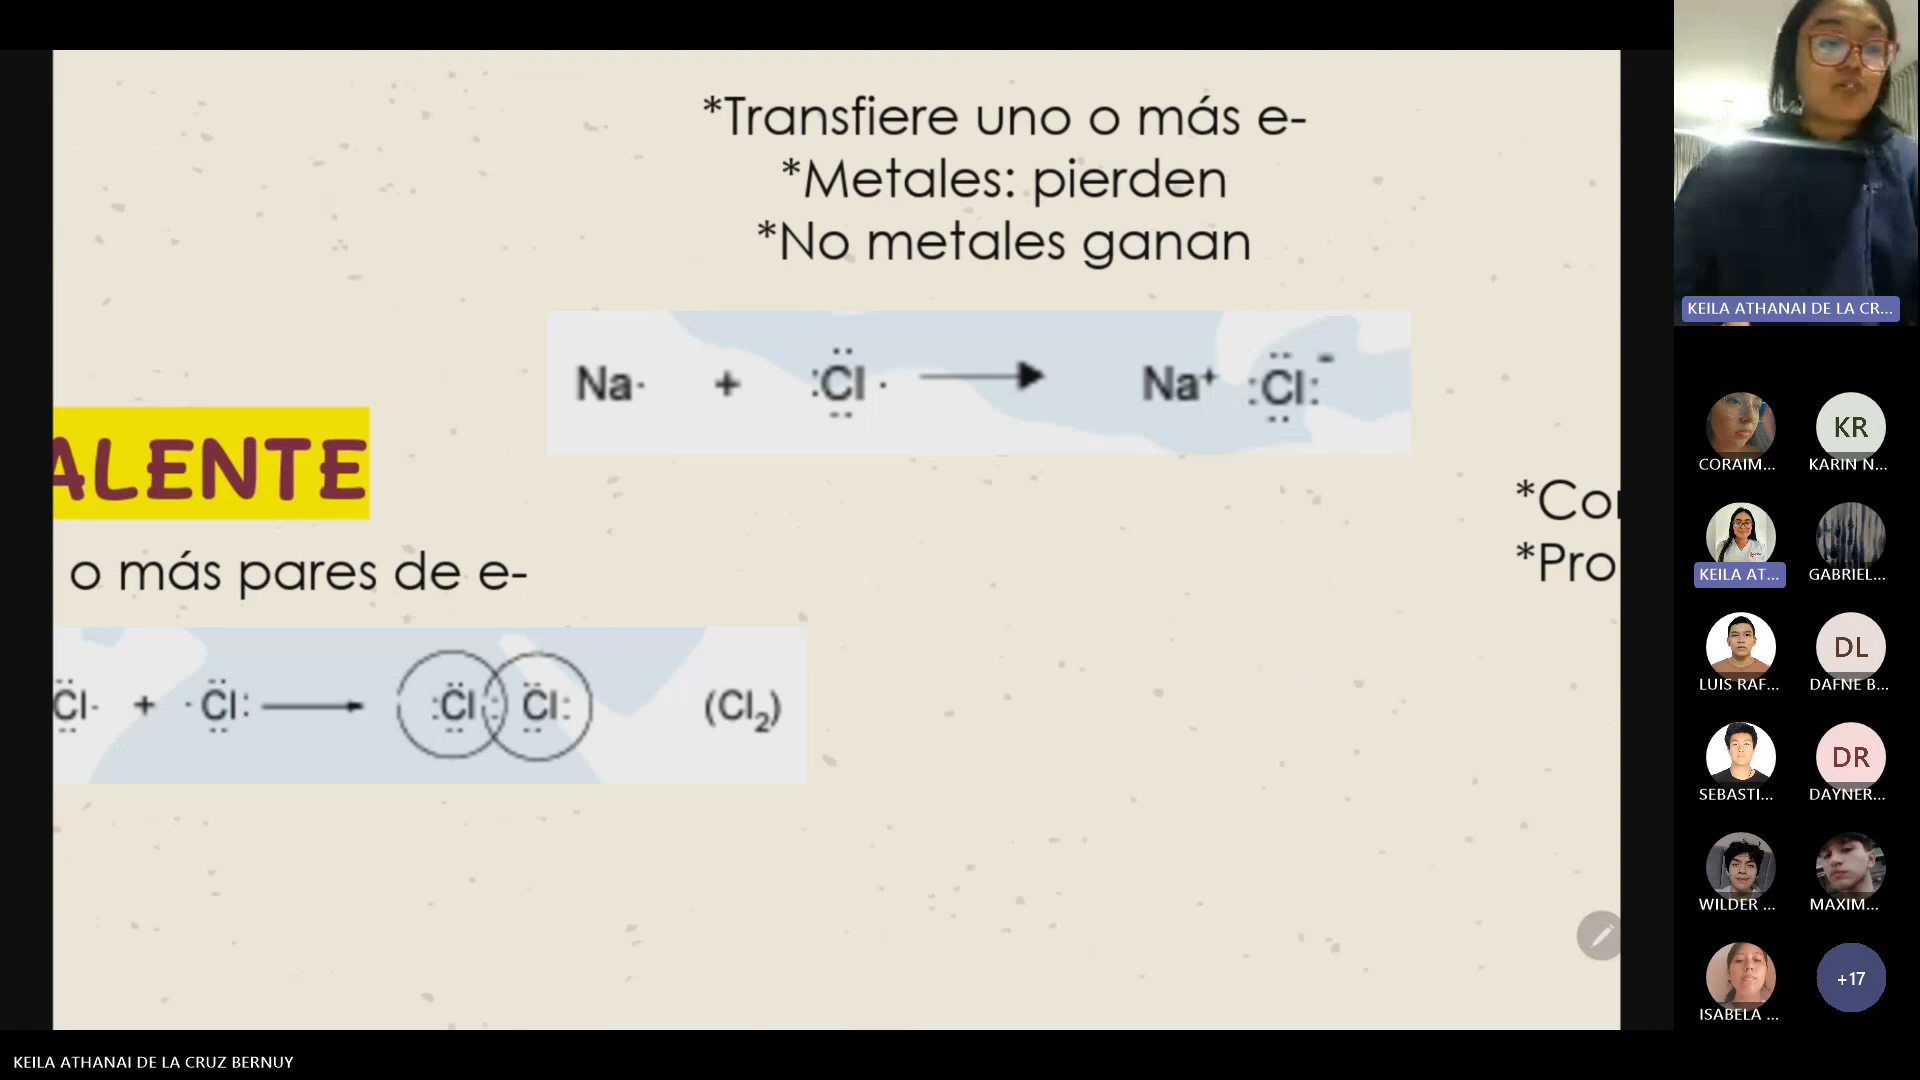 *Transfiere uno o más e-
*Metales: pierden
*No metales ganan
Na· + :Cl· → Na⁺ :Cl:⁻
ALENTE
o más pares de e-
Cl· + ·Cl: → :Cl:Cl: (Cl₂)
*Co
*Pro
KEILA ATHANAI DE LA CR...
CORAIM...
KR
KARIN N...
KEILA AT...
GABRIEL...
LUIS RAF...
DL
DAFNE B...
SEBASTI...
DR
DAYNER...
WILDER ...
MAXIM...
ISABELA ...
+17
KEILA ATHANAI DE LA CRUZ BERNUY